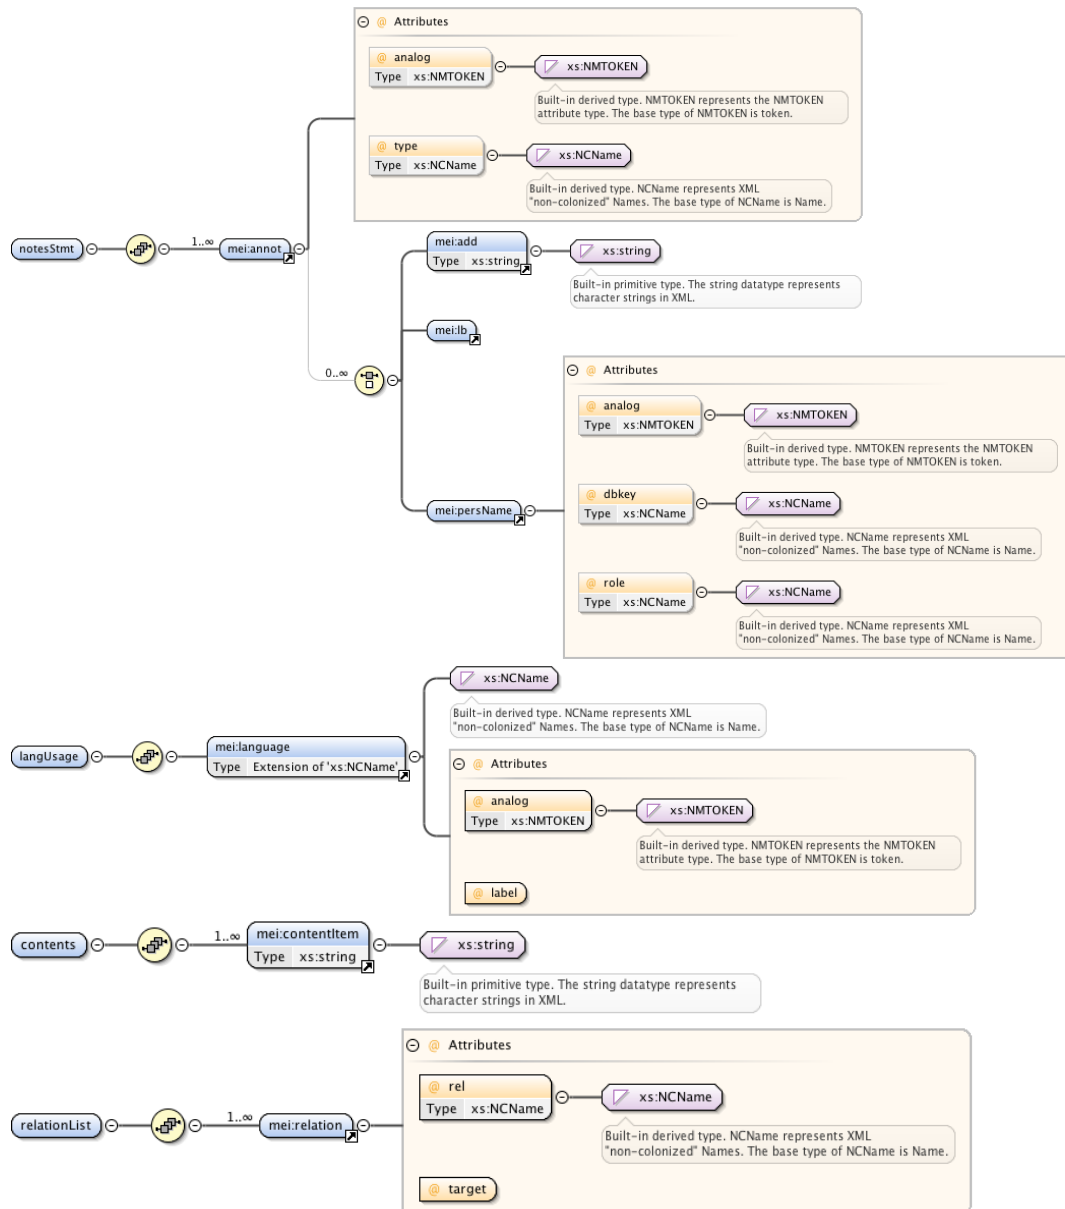 @ Attributes
@ analog
Type xs:NMTOKEN
xs:NMTOKEN
Built-in derived type. NMTOKEN represents the NMTOKEN
attribute type. The base type of NMTOKEN is token.
@ type
Type xs:NCName
xs:NCName
Built-in derived type. NCName represents XML
"non-colonized" Names. The base type of NCName is Name.
notesStmt
1..∞
mei:annot
mei:add
Type xs:string
xs:string
Built-in primitive type. The string datatype represents
character strings in XML.
mei:lb
0..∞
@ Attributes
@ analog
Type xs:NMTOKEN
xs:NMTOKEN
Built-in derived type. NMTOKEN represents the NMTOKEN
attribute type. The base type of NMTOKEN is token.
@ dbkey
Type xs:NCName
xs:NCName
Built-in derived type. NCName represents XML
"non-colonized" Names. The base type of NCName is Name.
mei:persName
@ role
Type xs:NCName
xs:NCName
Built-in derived type. NCName represents XML
"non-colonized" Names. The base type of NCName is Name.
xs:NCName
Built-in derived type. NCName represents XML
"non-colonized" Names. The base type of NCName is Name.
langUsage
mei:language
Type Extension of 'xs:NCName'
@ Attributes
@ analog
Type xs:NMTOKEN
xs:NMTOKEN
Built-in derived type. NMTOKEN represents the NMTOKEN
attribute type. The base type of NMTOKEN is token.
@ label
contents
1..∞
mei:contentItem
Type xs:string
xs:string
Built-in primitive type. The string datatype represents
character strings in XML.
@ Attributes
@ rel
Type xs:NCName
xs:NCName
Built-in derived type. NCName represents XML
"non-colonized" Names. The base type of NCName is Name.
relationList
1..∞
mei:relation
@ target